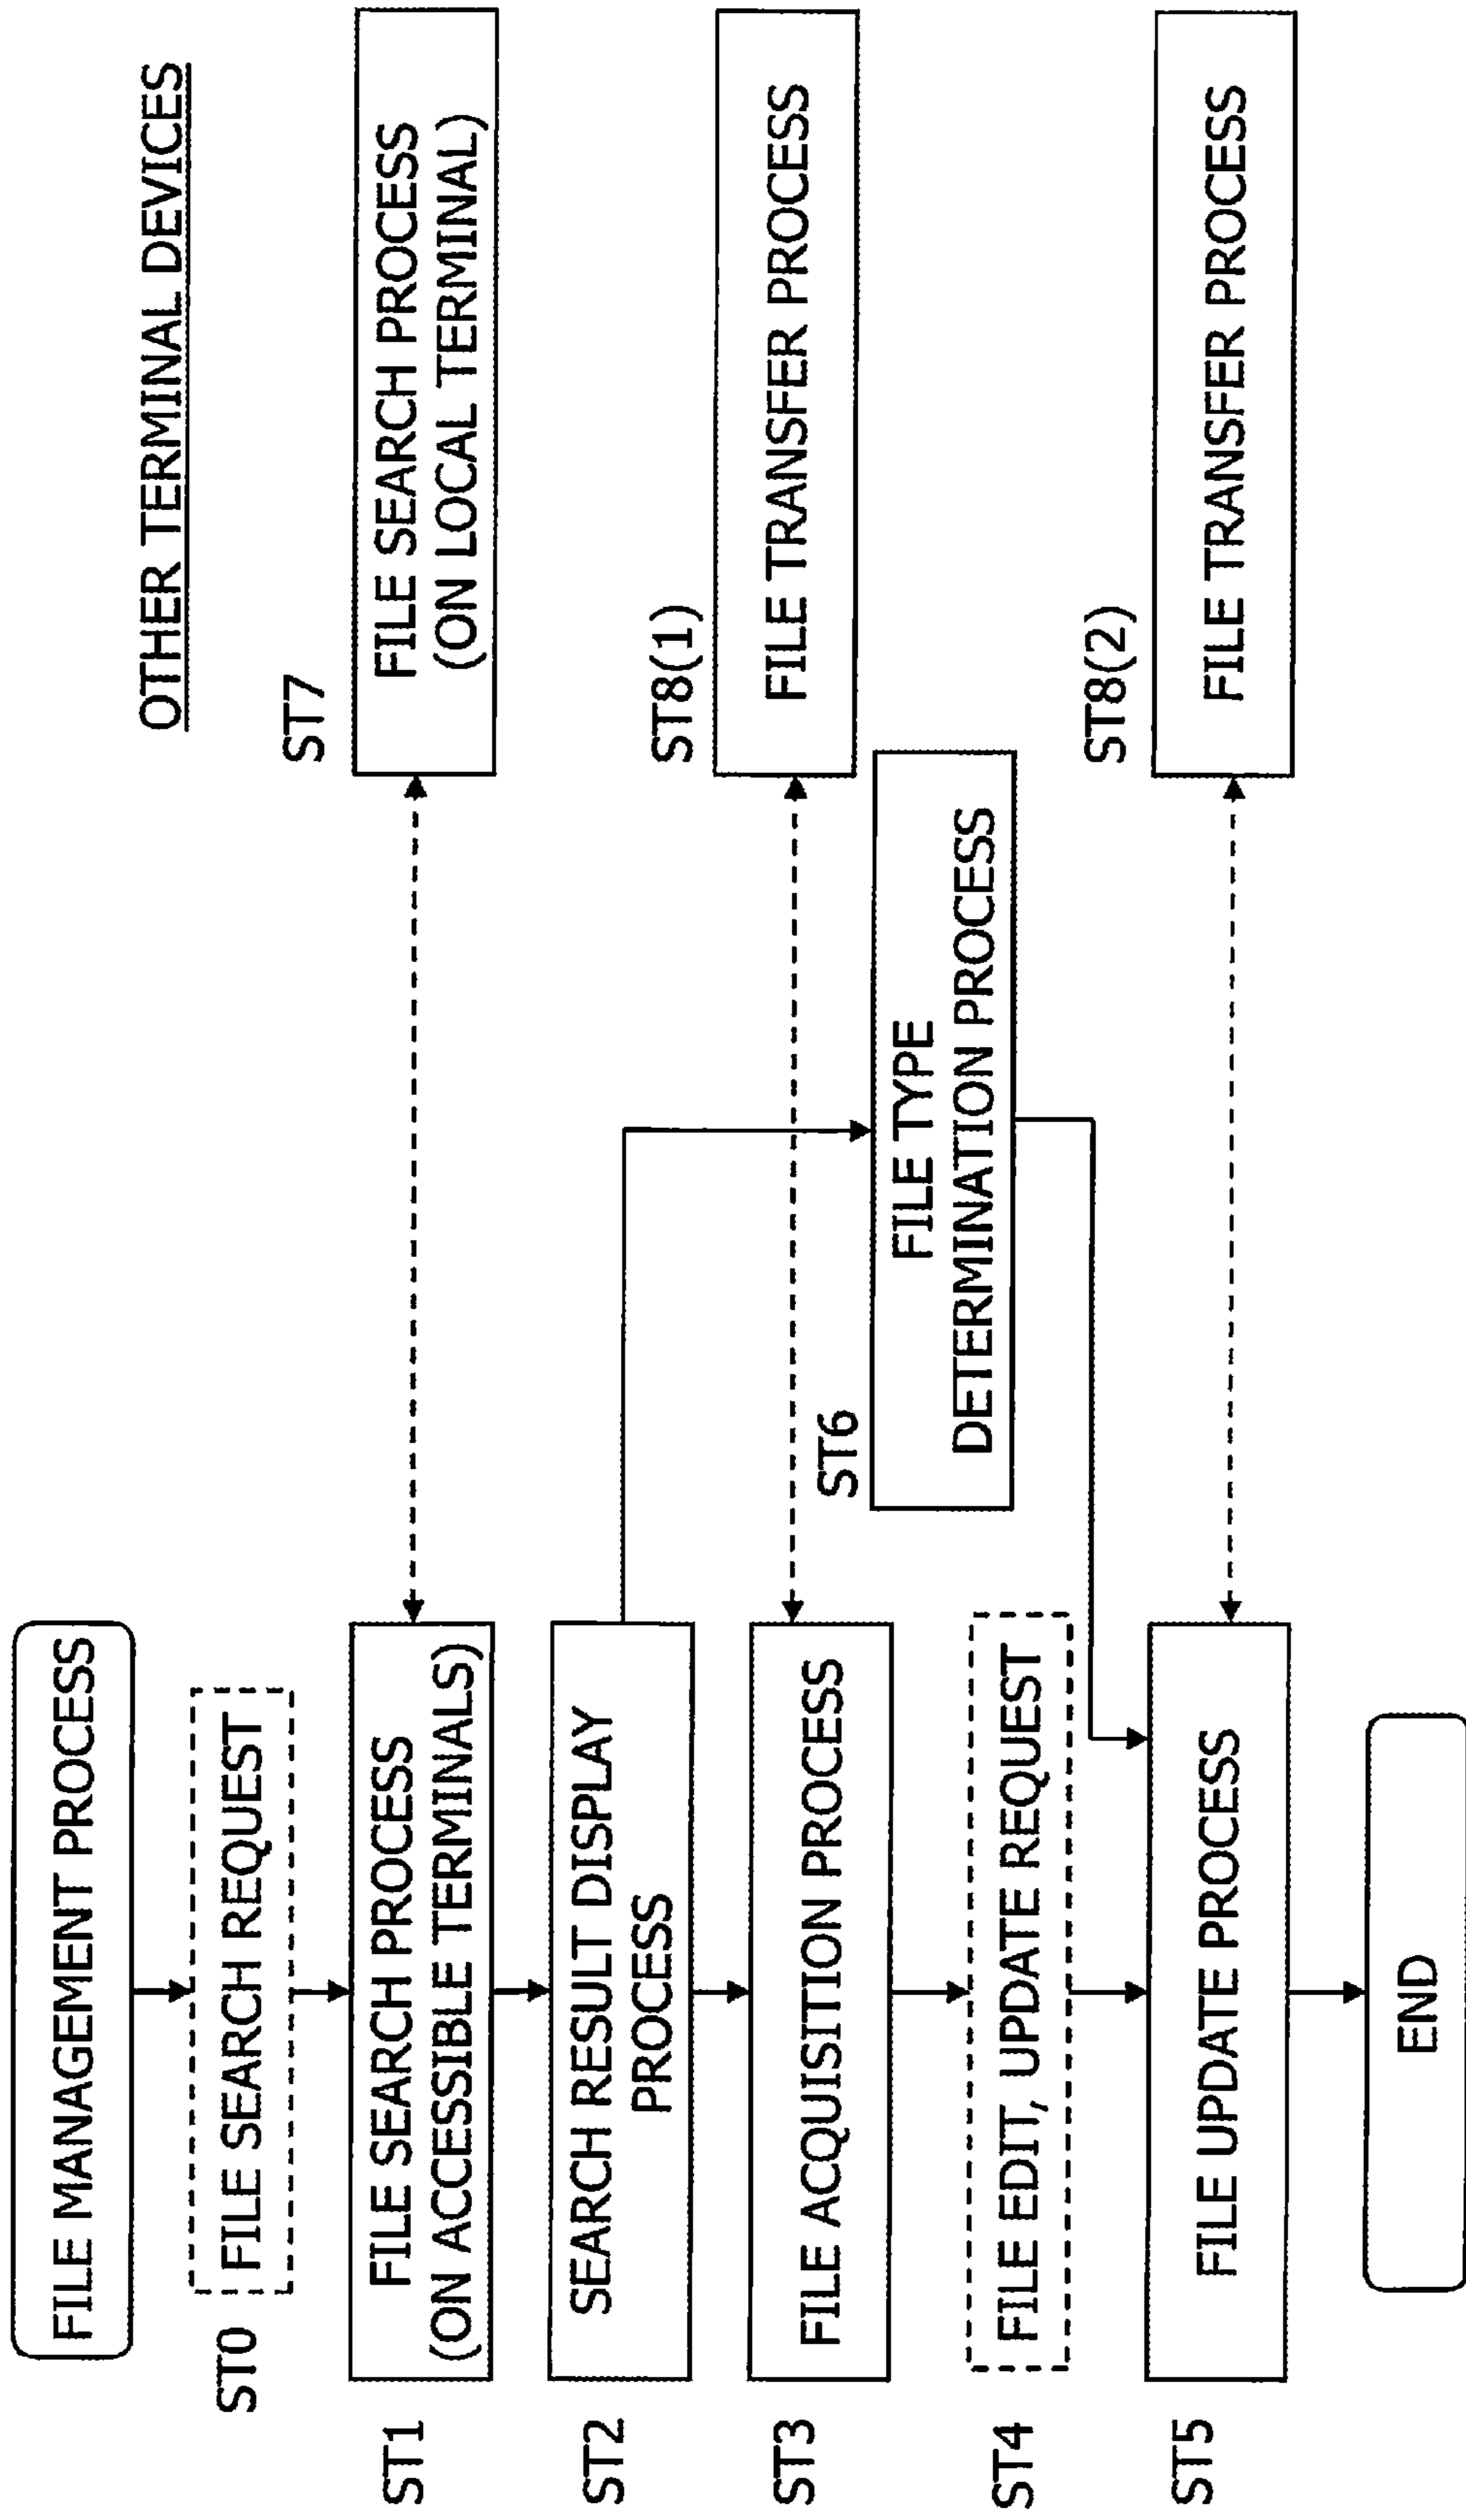 FILE MANAGEMENT PROCESS
OTHER TERMINAL DEVICES
ST0
FILE SEARCH REQUEST
ST1
FILE SEARCH PROCESS
(ON ACCESSIBLE TERMINALS)
ST7
FILE SEARCH PROCESS
(ON LOCAL TERMINAL)
ST2
SEARCH RESULT DISPLAY
PROCESS
ST3
FILE ACQUISITION PROCESS
ST8(1)
FILE TRANSFER PROCESS
ST6
FILE TYPE
DETERMINATION PROCESS
ST4
FILE EDIT, UPDATE REQUEST
ST5
FILE UPDATE PROCESS
ST8(2)
FILE TRANSFER PROCESS
END